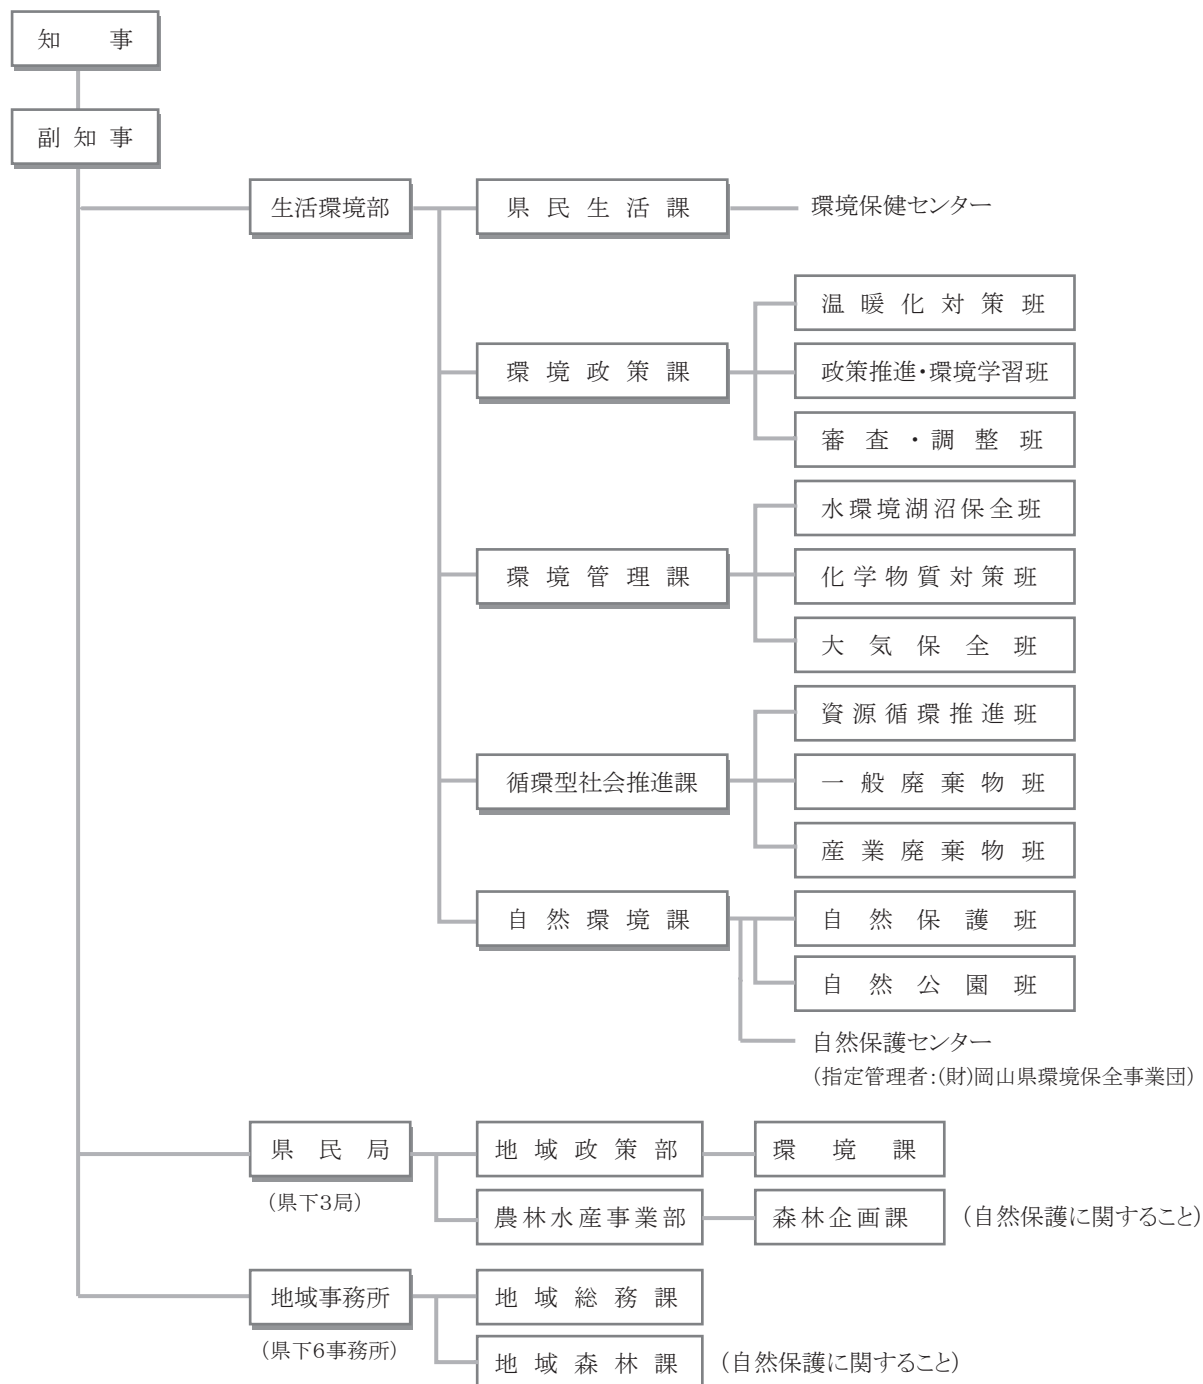 知事
副知事
生活環境部
県民生活課
環境保健センター
温暖化対策班
環境政策課
政策推進・環境学習班
審査・調整班
水環境湖沼保全班
環境管理課
化学物質対策班
大気保全班
資源循環推進班
循環型社会推進課
一般廃棄物班
産業廃棄物班
自然環境課
自然保護班
自然公園班
自然保護センター
(指定管理者:(財)岡山県環境保全事業団)
県民局
地域政策部
環境課
(県下3局)
農林水産事業部
森林企画課
(自然保護に関すること)
地域事務所
地域総務課
(県下6事務所)
地域森林課
(自然保護に関すること)